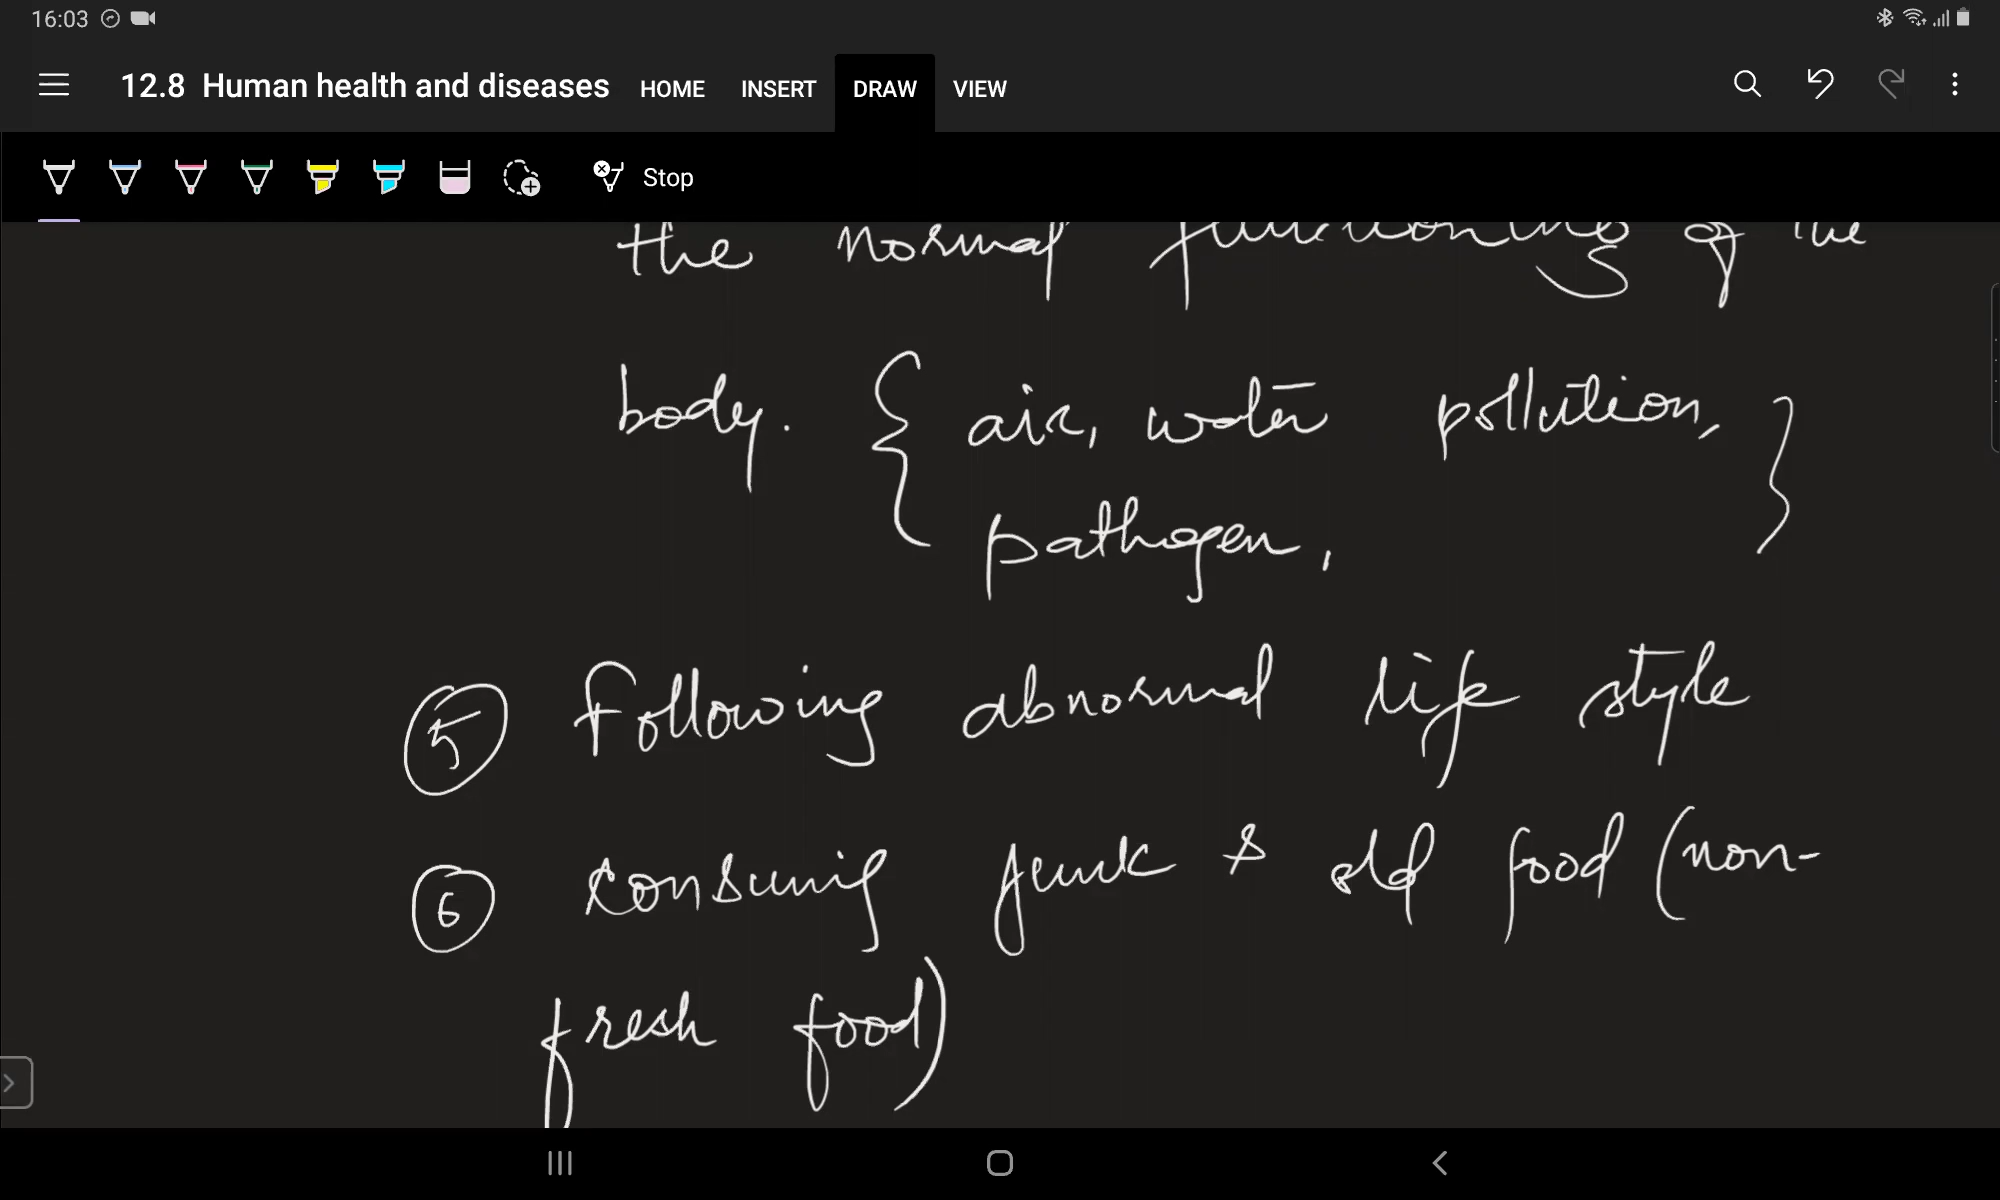 16:03
12.8 Human health and diseases HOME INSERT DRAW VIEW
Stop
the normal functioning of the
body. { air, water pollution, }
pathogen,
5 Following abnormal life style
6 Consumig junk & old food (non-
fresh food)